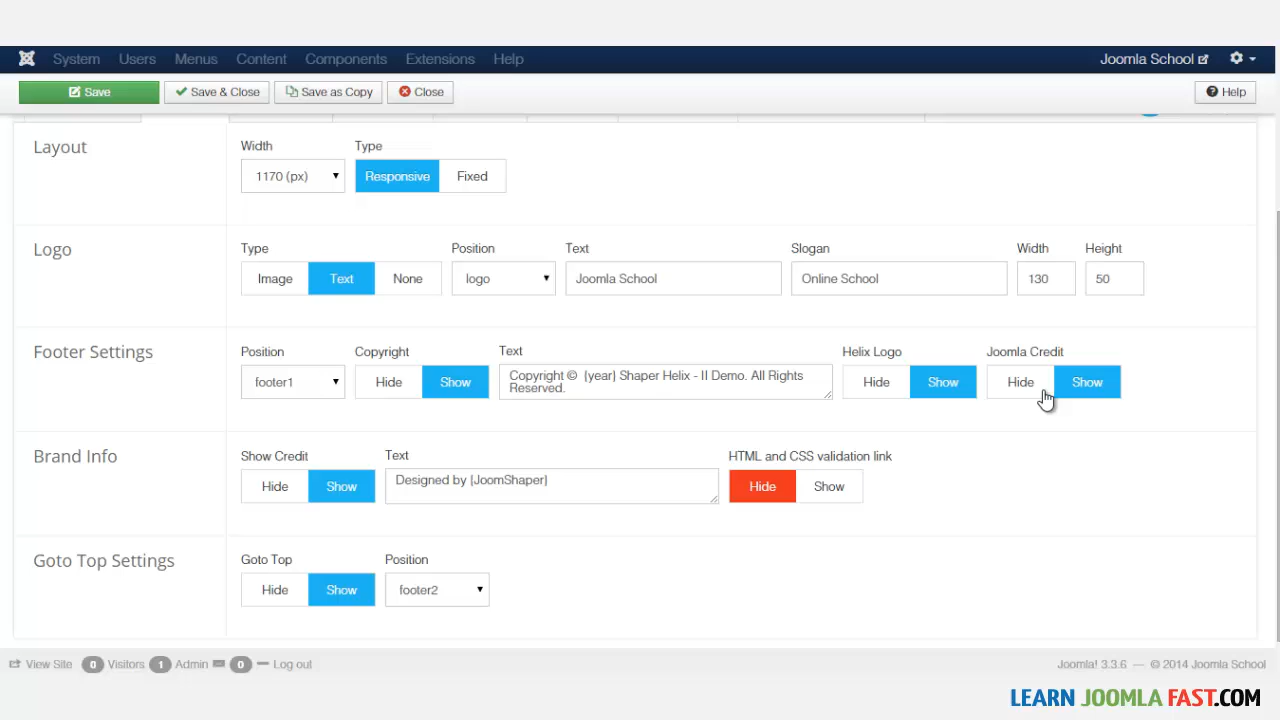 System Users Menus Content Components Extensions Help Joomla School
Save Save & Close Save as Copy Close Help
Layout
Width Type
1170 (px) Responsive Fixed
Logo
Type Position Text Slogan Width Height
Image Text None logo Joomla School Online School 130 50
Footer Settings
Position Copyright Text Helix Logo Joomla Credit
footer1 Hide Show Copyright © {year} Shaper Helix - II Demo. All Rights Hide Show Hide Show
Reserved.
Brand Info
Show Credit Text HTML and CSS validation link
Hide Show Designed by {JoomShaper} Hide Show
Goto Top Settings
Goto Top Position
Hide Show footer2
View Site 0 Visitors 1 Admin 0 Log out Joomla! 3.3.6 — © 2014 Joomla School
LEARN JOOMLA FAST.COM